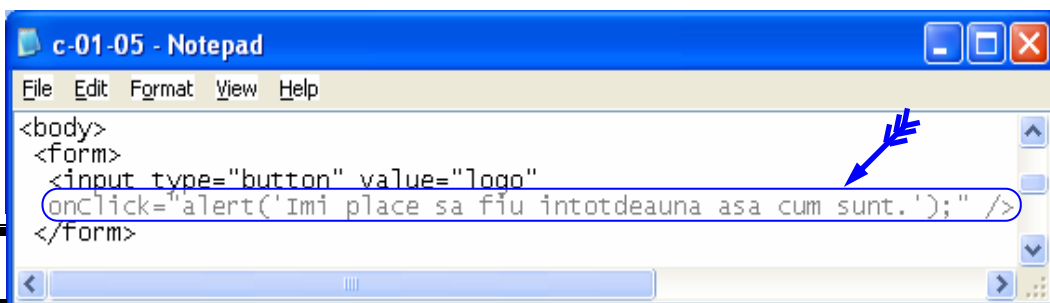 c-01-05 - Notepad
File Edit Format View Help
<body>
<form>
<input type="button" value="logo"
onClick="alert('Imi place sa fiu intotdeauna asa cum sunt.');" />
</form>